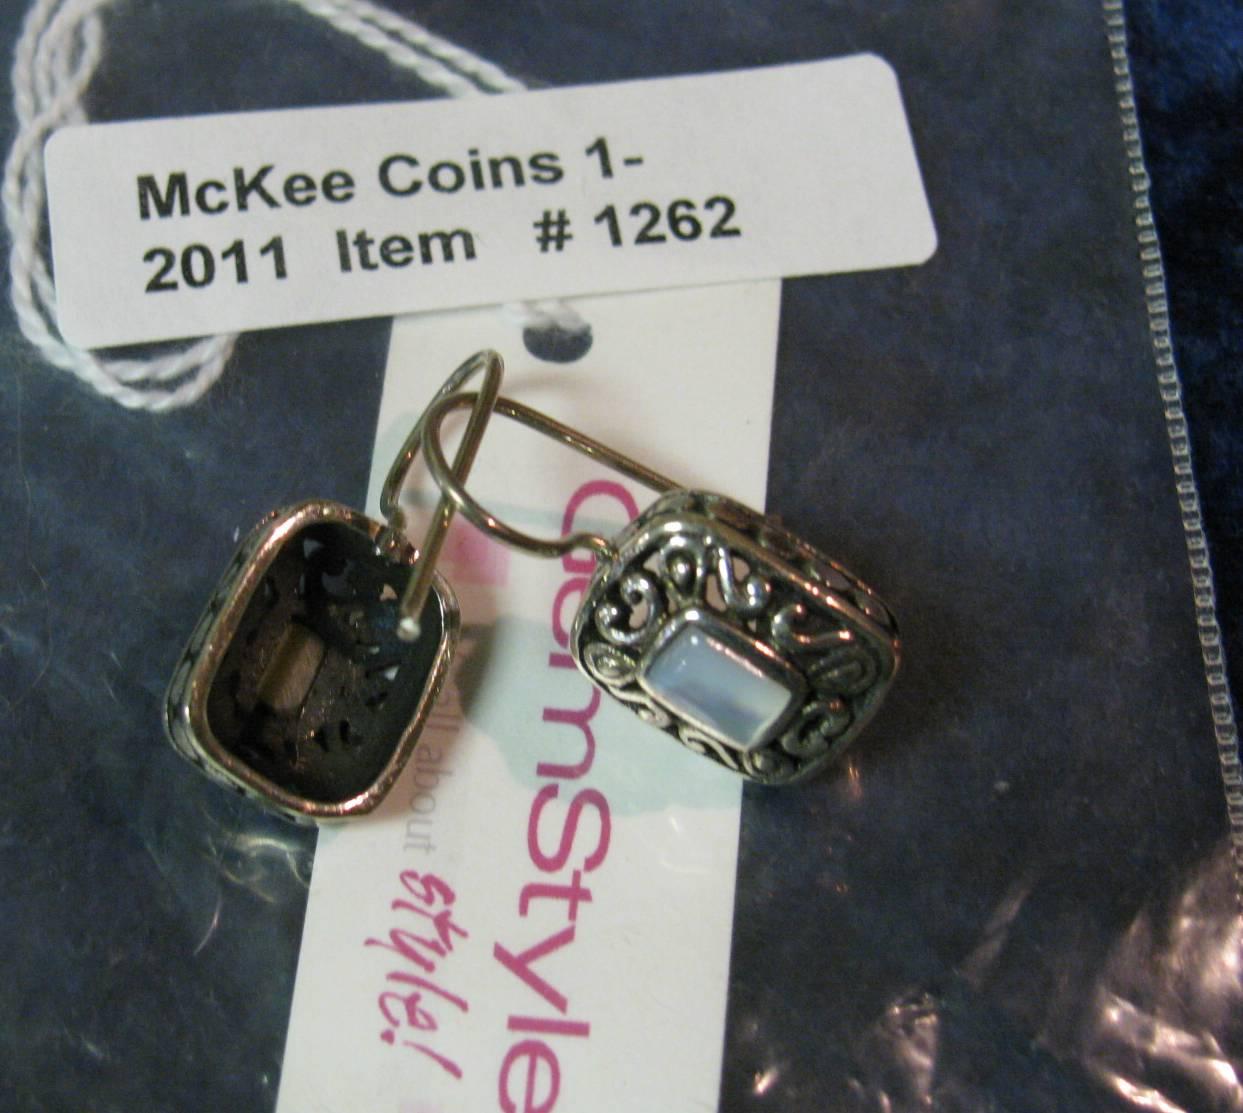 McKee Coins 1-
2011 Item # 1262
GemStyle
all about
style!